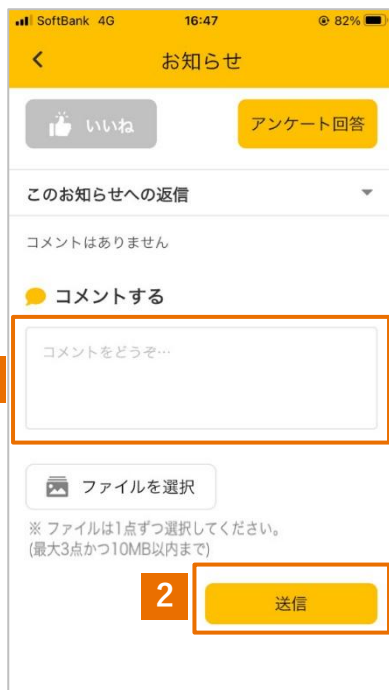 SoftBank 4G 16:47 82%
お知らせ
いいね アンケート回答
このお知らせへの返信
コメントはありません
コメントする
コメントをどうぞ…
ファイルを選択
※ ファイルは1点ずつ選択してください。
(最大3点かつ10MB以内まで)
2 送信